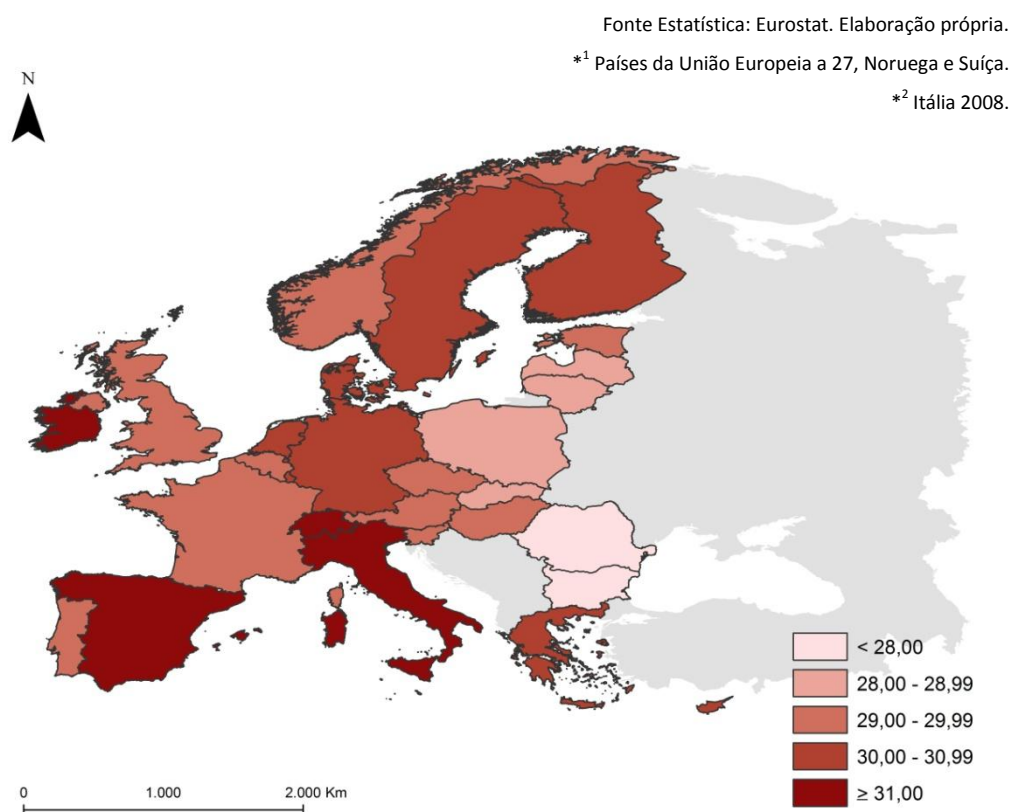 Fonte Estatística: Eurostat. Elaboração própria.
*1 Países da União Europeia a 27, Noruega e Suíça.
*2 Itália 2008.
N
< 28,00
28,00 - 28,99
29,00 - 29,99
30,00 - 30,99
≥ 31,00
0 1.000 2.000 Km